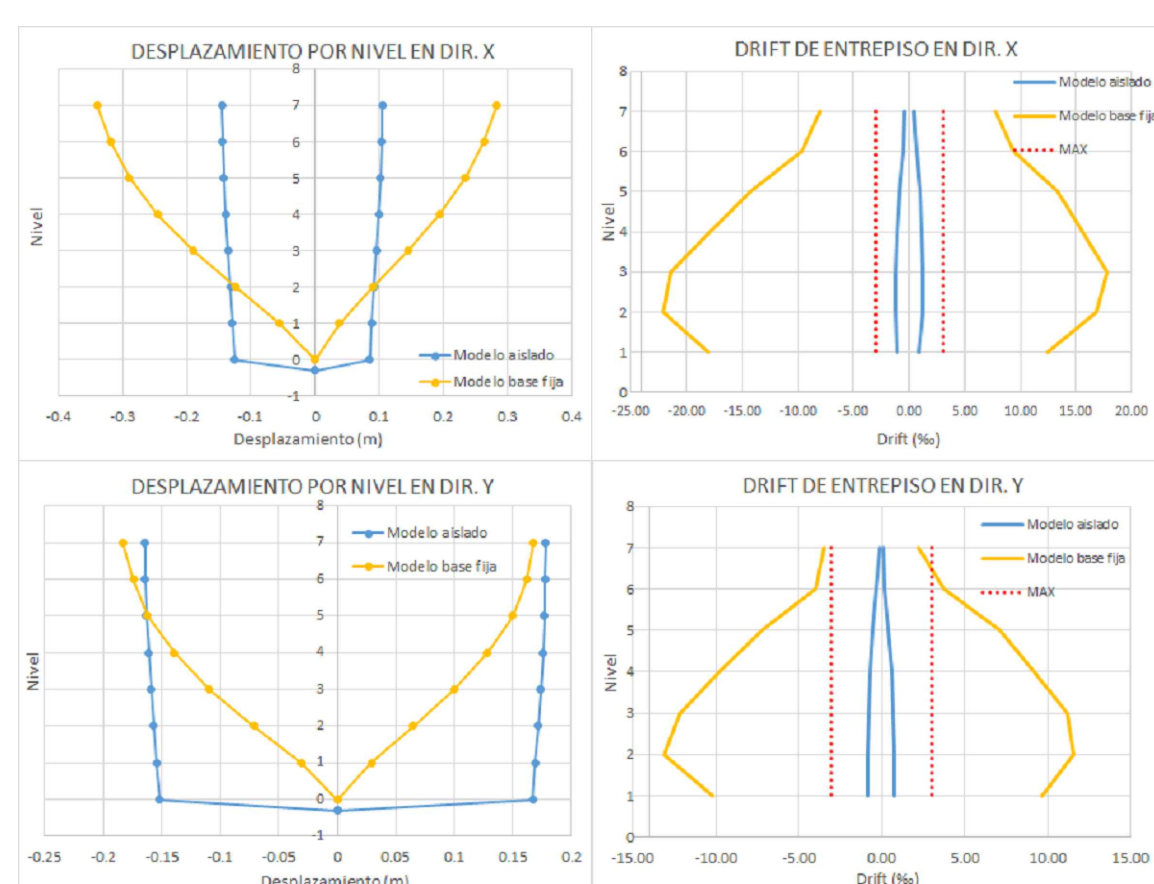 DESPLAZAMIENTO POR NIVEL EN DIR. X
8
7
6
5
4
3
2
1
0
-1
Nivel
Modelo aislado
Modelo base fija
-0.4 -0.3 -0.2 -0.1 0 0.1 0.2 0.3 0.4
Desplazamiento (m)
DRIFT DE ENTREPISO EN DIR. X
8
7
6
5
4
3
2
1
0
Nivel
Modelo aislado
Modelo base fija
MAX
-25.00 -20.00 -15.00 -10.00 -5.00 0.00 5.00 10.00 15.00 20.00
Drift (‰)
DESPLAZAMIENTO POR NIVEL EN DIR. Y
8
7
6
5
4
3
2
1
0
-1
Nivel
Modelo aislado
Modelo base fija
-0.25 -0.2 -0.15 -0.1 -0.05 0 0.05 0.1 0.15 0.2
Desplazamiento (m)
DRIFT DE ENTREPISO EN DIR. Y
8
7
6
5
4
3
2
1
0
Nivel
Modelo aislado
Modelo base fija
MAX
-15.00 -10.00 -5.00 0.00 5.00 10.00 15.00
Drift (‰)